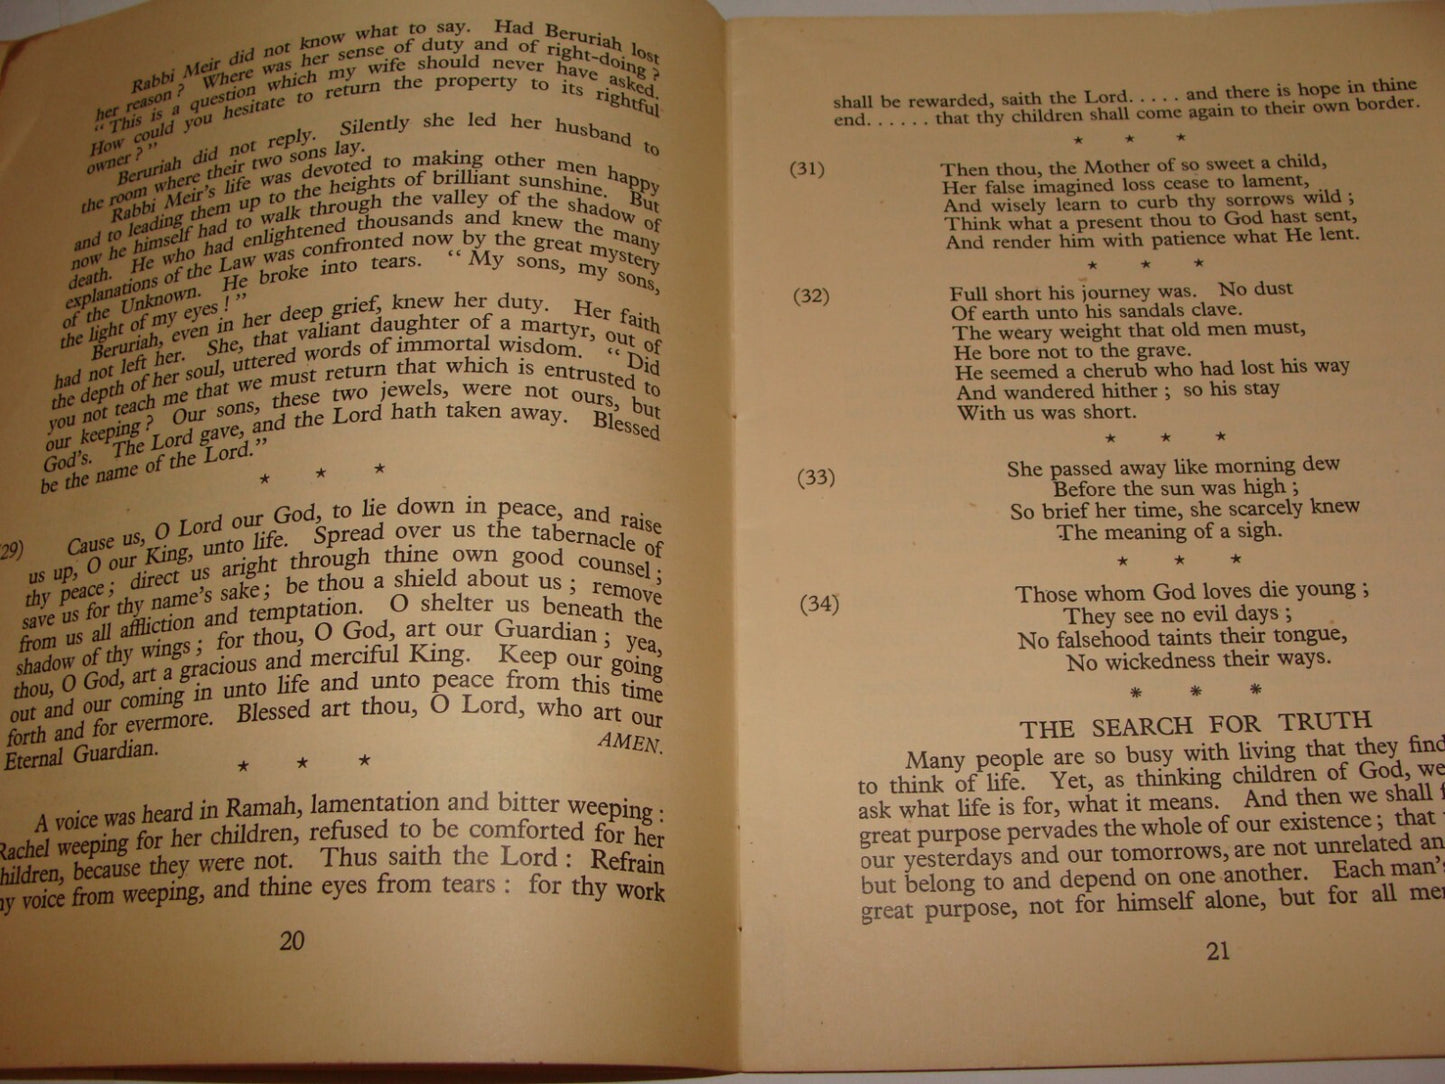 Rabbi Meir did not know what to say. Had Beruriah lost
her reason? Where was her sense of duty and of right-doing?
"This is a question which my wife should never have asked.
How could you hesitate to return the property to its rightful
owner?"
Beruriah did not reply. Silently she led her husband to
the room where their two sons lay.
Rabbi Meir's life was devoted to making other men happy
and to leading them up to the heights of brilliant sunshine. But
now he himself had to walk through the valley of the shadow of
death. He who had enlightened thousands and knew the many
explanations of the Law was confronted now by the great mystery
of the Unknown. He broke into tears. "My sons, my sons,
the light of my eyes!"
Beruriah, even in her deep grief, knew her duty. Her faith
had not left her. She, that valiant daughter of a martyr, out of
the depth of her soul, uttered words of immortal wisdom. "Did
you not teach me that we must return that which is entrusted to
our keeping? Our sons, these two jewels, were not ours, but
God's. The Lord gave, and the Lord hath taken away. Blessed
be the name of the Lord."
* * *
29) Cause us, O Lord our God, to lie down in peace, and raise
us up, O our King, unto life. Spread over us the tabernacle of
thy peace; direct us aright through thine own good counsel;
save us for thy name's sake; be thou a shield about us; remove
from us all affliction and temptation. O shelter us beneath the
shadow of thy wings; for thou, O God, art our Guardian; yea,
thou, O God, art a gracious and merciful King. Keep our going
out and our coming in unto life and unto peace from this time
forth and for evermore. Blessed art thou, O Lord, who art our
Eternal Guardian. AMEN.
* * *
A voice was heard in Ramah, lamentation and bitter weeping:
Rachel weeping for her children, refused to be comforted for her
children, because they were not. Thus saith the Lord: Refrain
hy voice from weeping, and thine eyes from tears: for thy work
20
shall be rewarded, saith the Lord..... and there is hope in thine
end...... that thy children shall come again to their own border.
* * *
(31) Then thou, the Mother of so sweet a child,
Her false imagined loss cease to lament,
And wisely learn to curb thy sorrows wild;
Think what a present thou to God hast sent,
And render him with patience what He lent.
* * *
(32) Full short his journey was. No dust
Of earth unto his sandals clave.
The weary weight that old men must,
He bore not to the grave.
He seemed a cherub who had lost his way
And wandered hither; so his stay
With us was short.
* * *
(33) She passed away like morning dew
Before the sun was high;
So brief her time, she scarcely knew
The meaning of a sigh.
* * *
(34) Those whom God loves die young;
They see no evil days;
No falsehood taints their tongue,
No wickedness their ways.
* * *
THE SEARCH FOR TRUTH
Many people are so busy with living that they find
to think of life. Yet, as thinking children of God, we
ask what life is for, what it means. And then we shall
great purpose pervades the whole of our existence; that
our yesterdays and our tomorrows, are not unrelated
but belong to and depend on one another. Each man's
great purpose, not for himself alone, but for all
21